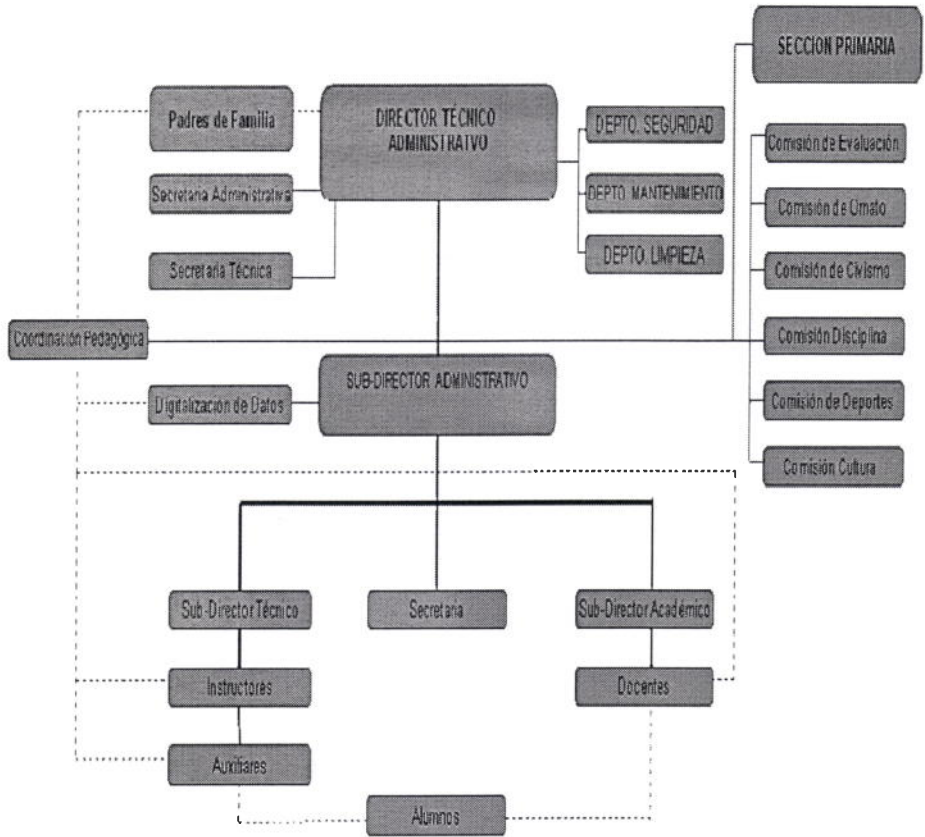 SECCION PRIMARIA
Padres de Familia
DIRECTOR TÉCNICO
ADMINISTRATVO
DEPTO. SEGURIDAD
Comisión de Evaluación
Secretaria Administrativa
DEPTO. MANTENIMIENTO
Comisión de Ornato
Secretaria Técnica
DEPTO. LIMPIEZA
Comisión de Civismo
Coordinación Pedagógica
Comisión Disciplina
SUB-DIRECTOR ADMINISTRATIVO
Digitalización de Datos
Comisión de Deportes
Comisión Cultura
Sub-Director Técnico
Secretaria
Sub-Director Académico
Instructores
Docentes
Auxiliares
Alumnos